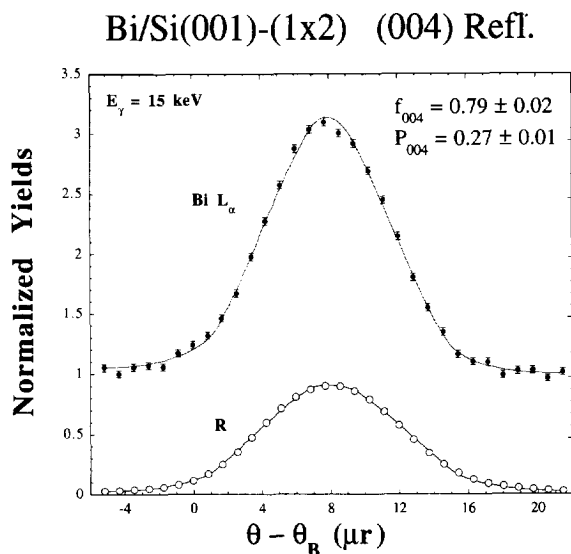 Bi/Si(001)-(1x2) (004) Refl.
3.5
3
2.5
2
1.5
1
0.5
0
Normalized Yields
E_γ = 15 keV
f_004 = 0.79 ± 0.02
P_004 = 0.27 ± 0.01
Bi L_α
R
-4 0 4 8 12 16 20
θ – θ_B (μr)